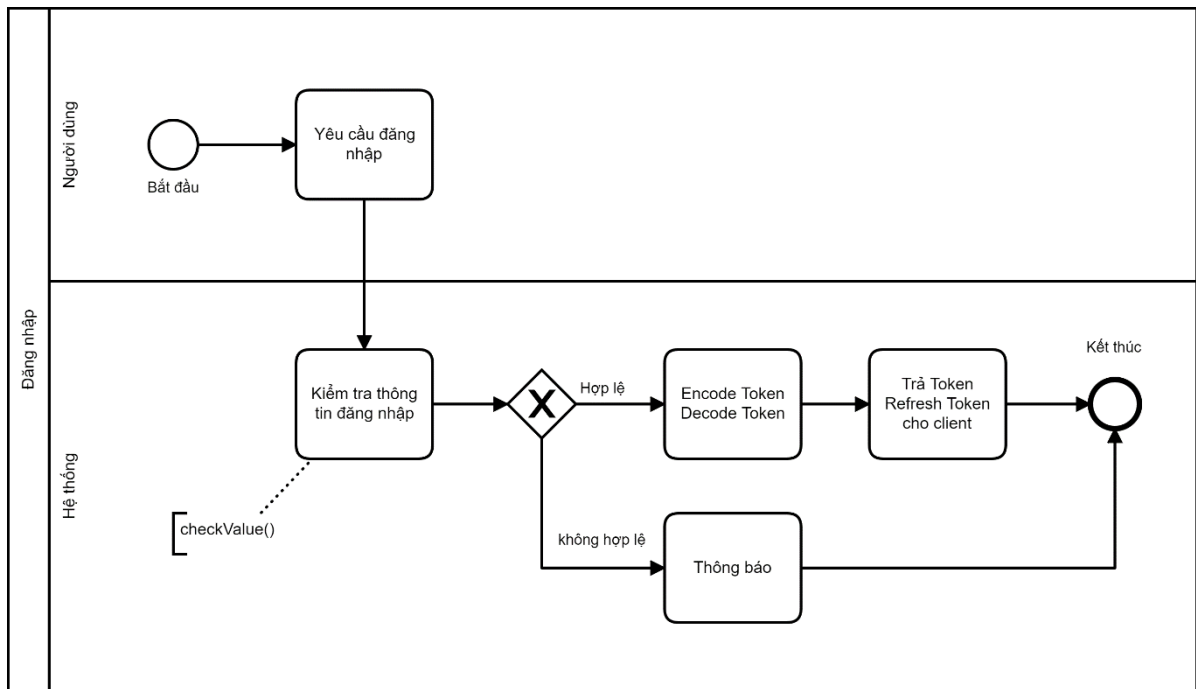 Đăng nhập
Người dùng
Bắt đầu
Yêu cầu đăng
nhập
Hệ thống
Kiểm tra thông
tin đăng nhập
checkValue()
Hợp lệ
không hợp lệ
Encode Token
Decode Token
Trả Token
Refresh Token
cho client
Thông báo
Kết thúc